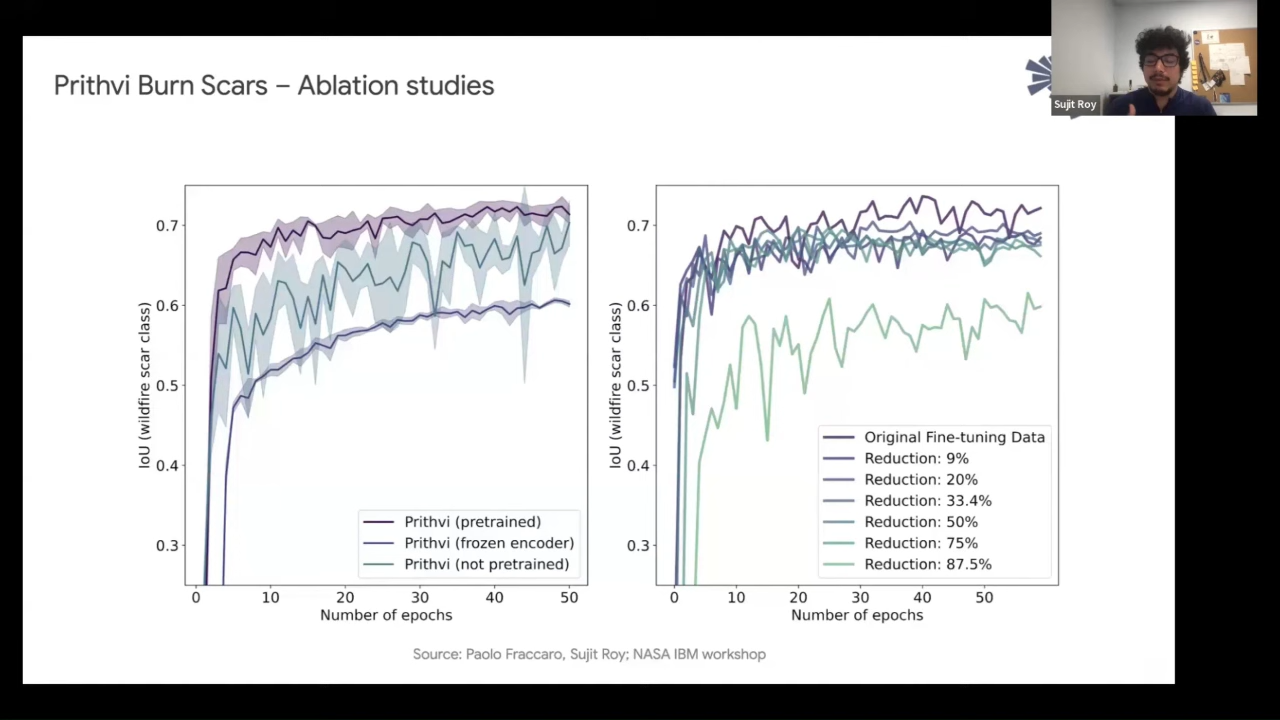 Prithvi Burn Scars – Ablation studies
Sujit Roy
IoU (wildfire scar class)
0.7
0.6
0.5
0.4
0.3
0 10 20 30 40 50
Number of epochs
Prithvi (pretrained)
Prithvi (frozen encoder)
Prithvi (not pretrained)
IoU (wildfire scar class)
0.7
0.6
0.5
0.4
0.3
0 10 20 30 40 50
Number of epochs
Original Fine-tuning Data
Reduction: 9%
Reduction: 20%
Reduction: 33.4%
Reduction: 50%
Reduction: 75%
Reduction: 87.5%
Source: Paolo Fraccaro, Sujit Roy; NASA IBM workshop